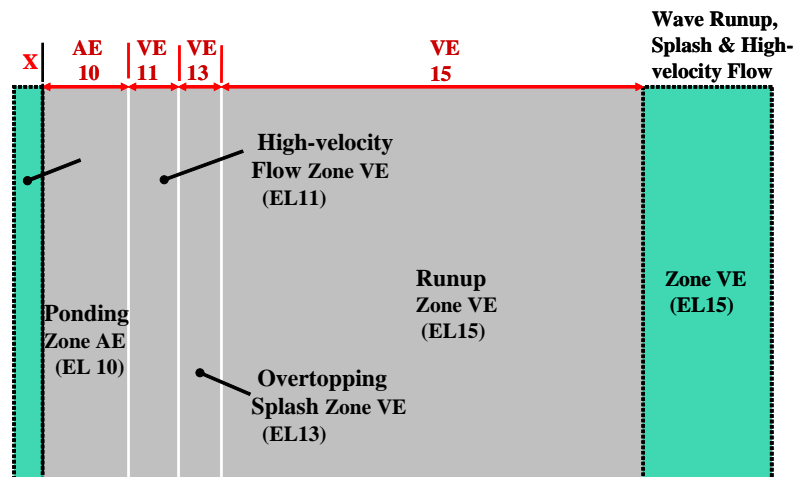 X
AE
10
VE
11
VE
13
VE
15
Wave Runup,
Splash & High-
velocity Flow
High-velocity
Flow Zone VE
(EL11)
Runup
Zone VE
(EL15)
Zone VE
(EL15)
Ponding
Zone AE
(EL 10)
Overtopping
Splash Zone VE
(EL13)